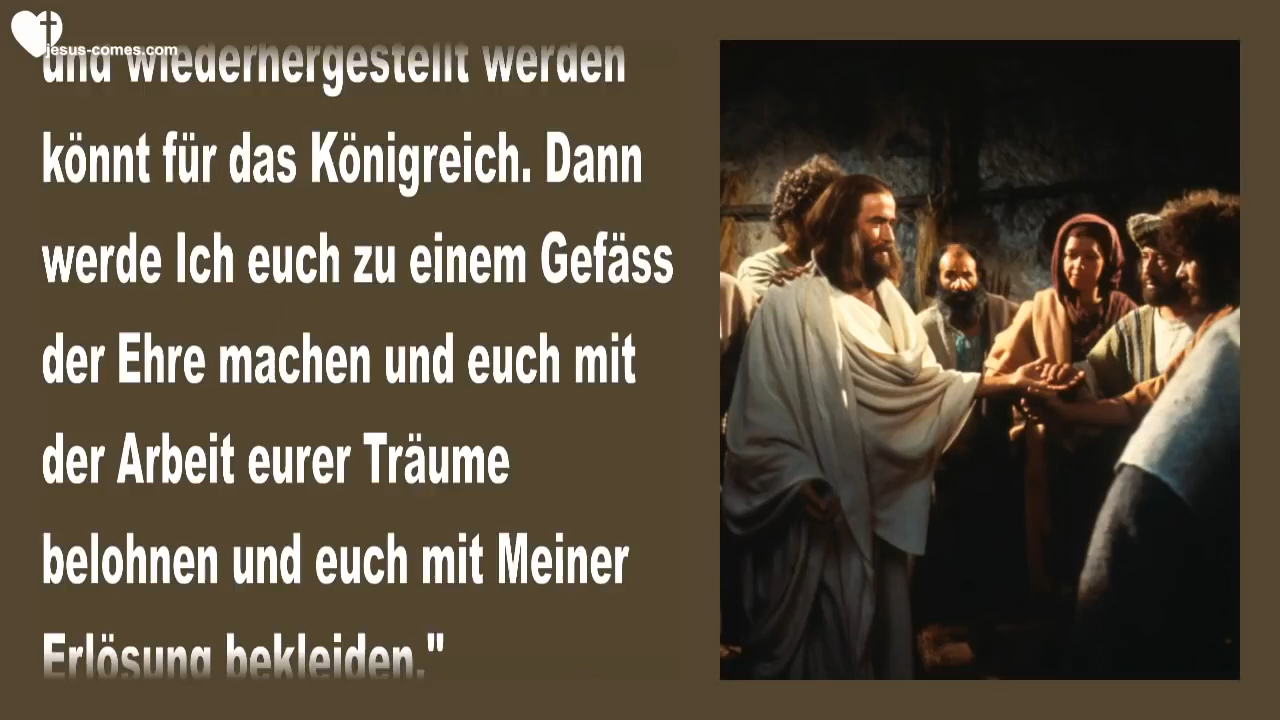 jesus-comes.com
und wiederhergestellt werden
könnt für das Königreich. Dann
werde Ich euch zu einem Gefäss
der Ehre machen und euch mit
der Arbeit eurer Träume
belohnen und euch mit Meiner
Erlösung bekleiden."